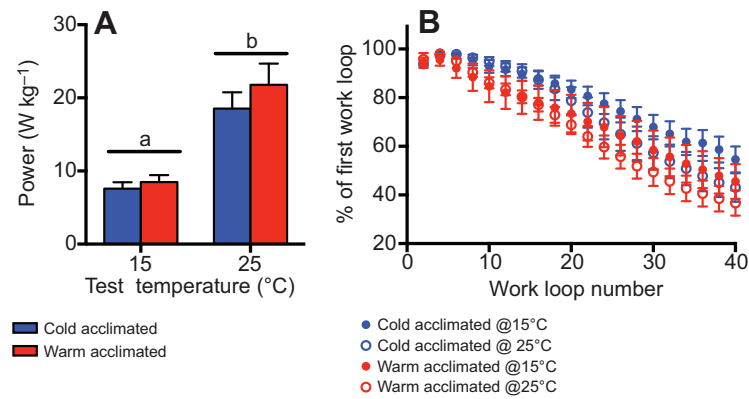 A
Power (W kg–1)
30
20
10
0
a
b
15
25
Test temperature (°C)
Cold acclimated
Warm acclimated
B
% of first work loop
100
80
60
40
20
0
10
20
30
40
Work loop number
Cold acclimated @15°C
Cold acclimated @ 25°C
Warm acclimated @15°C
Warm acclimated @25°C